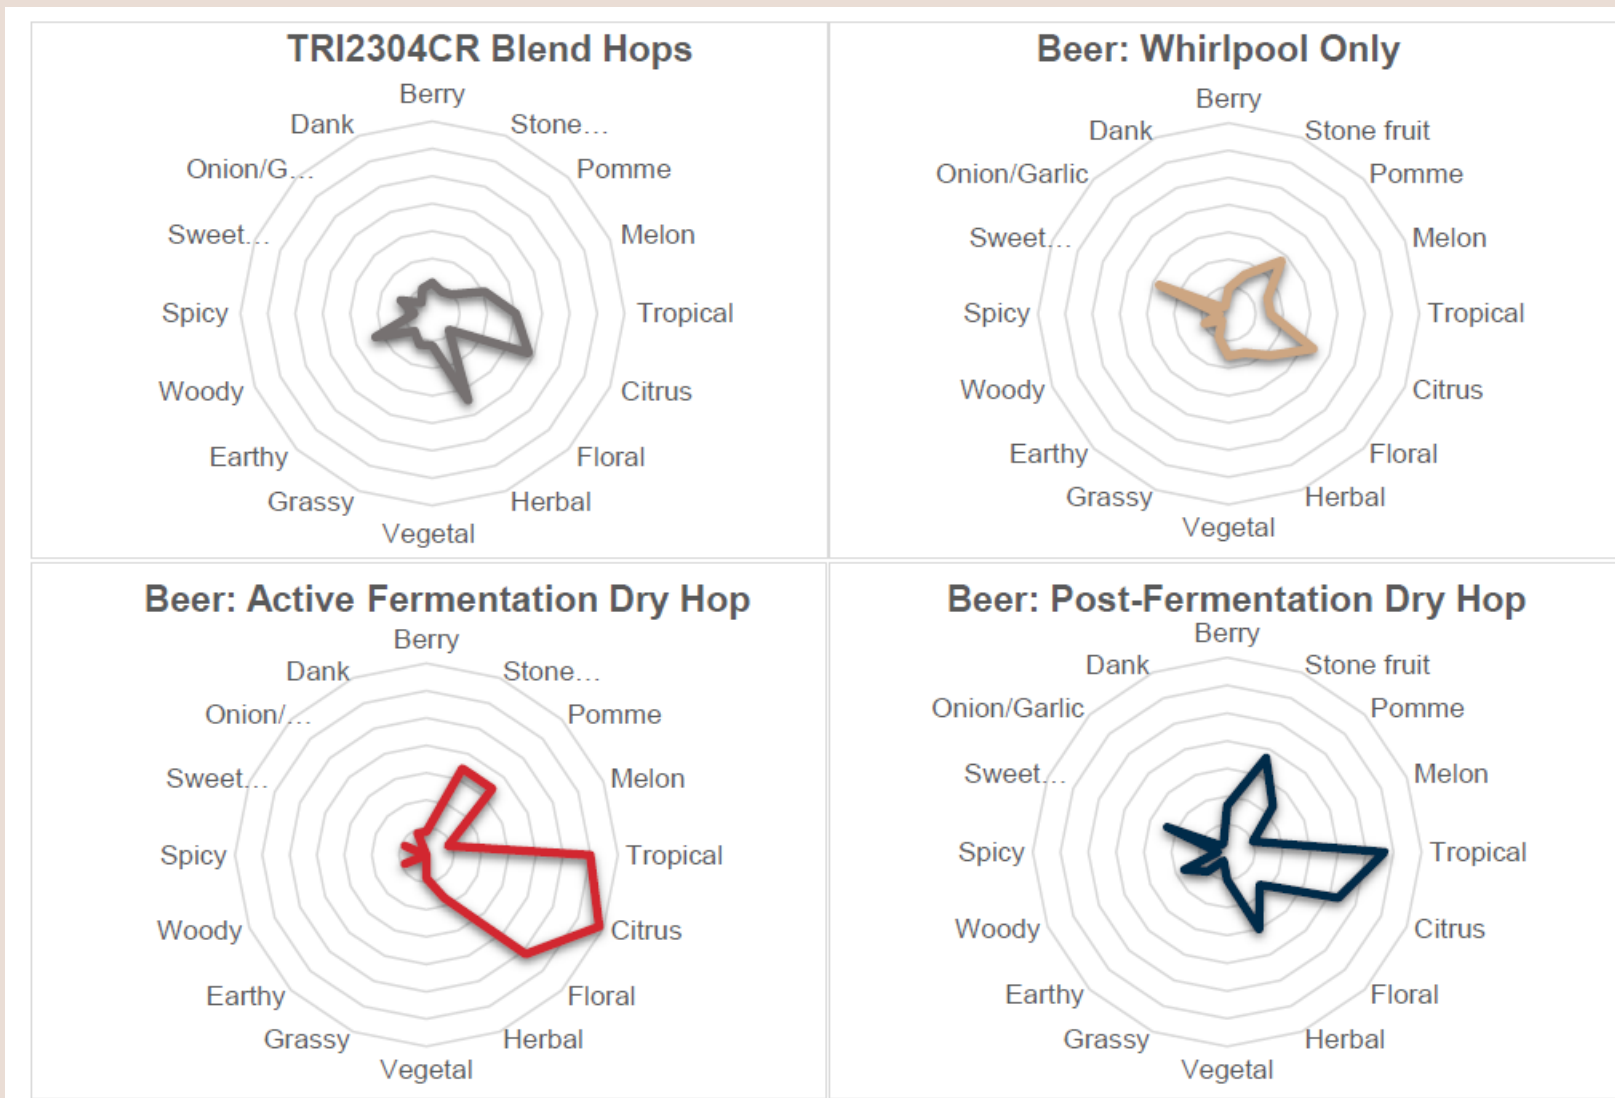 TRI2304CR Blend Hops
Berry
Stone…
Pomme
Melon
Tropical
Citrus
Floral
Herbal
Vegetal
Grassy
Earthy
Woody
Spicy
Sweet…
Onion/G…
Dank
Beer: Whirlpool Only
Berry
Stone fruit
Pomme
Melon
Tropical
Citrus
Floral
Herbal
Vegetal
Grassy
Earthy
Woody
Spicy
Sweet…
Onion/Garlic
Dank
Beer: Active Fermentation Dry Hop
Berry
Stone…
Pomme
Melon
Tropical
Citrus
Floral
Herbal
Vegetal
Grassy
Earthy
Woody
Spicy
Sweet…
Onion/…
Dank
Beer: Post-Fermentation Dry Hop
Berry
Stone fruit
Pomme
Melon
Tropical
Citrus
Floral
Herbal
Vegetal
Grassy
Earthy
Woody
Spicy
Sweet…
Onion/Garlic
Dank